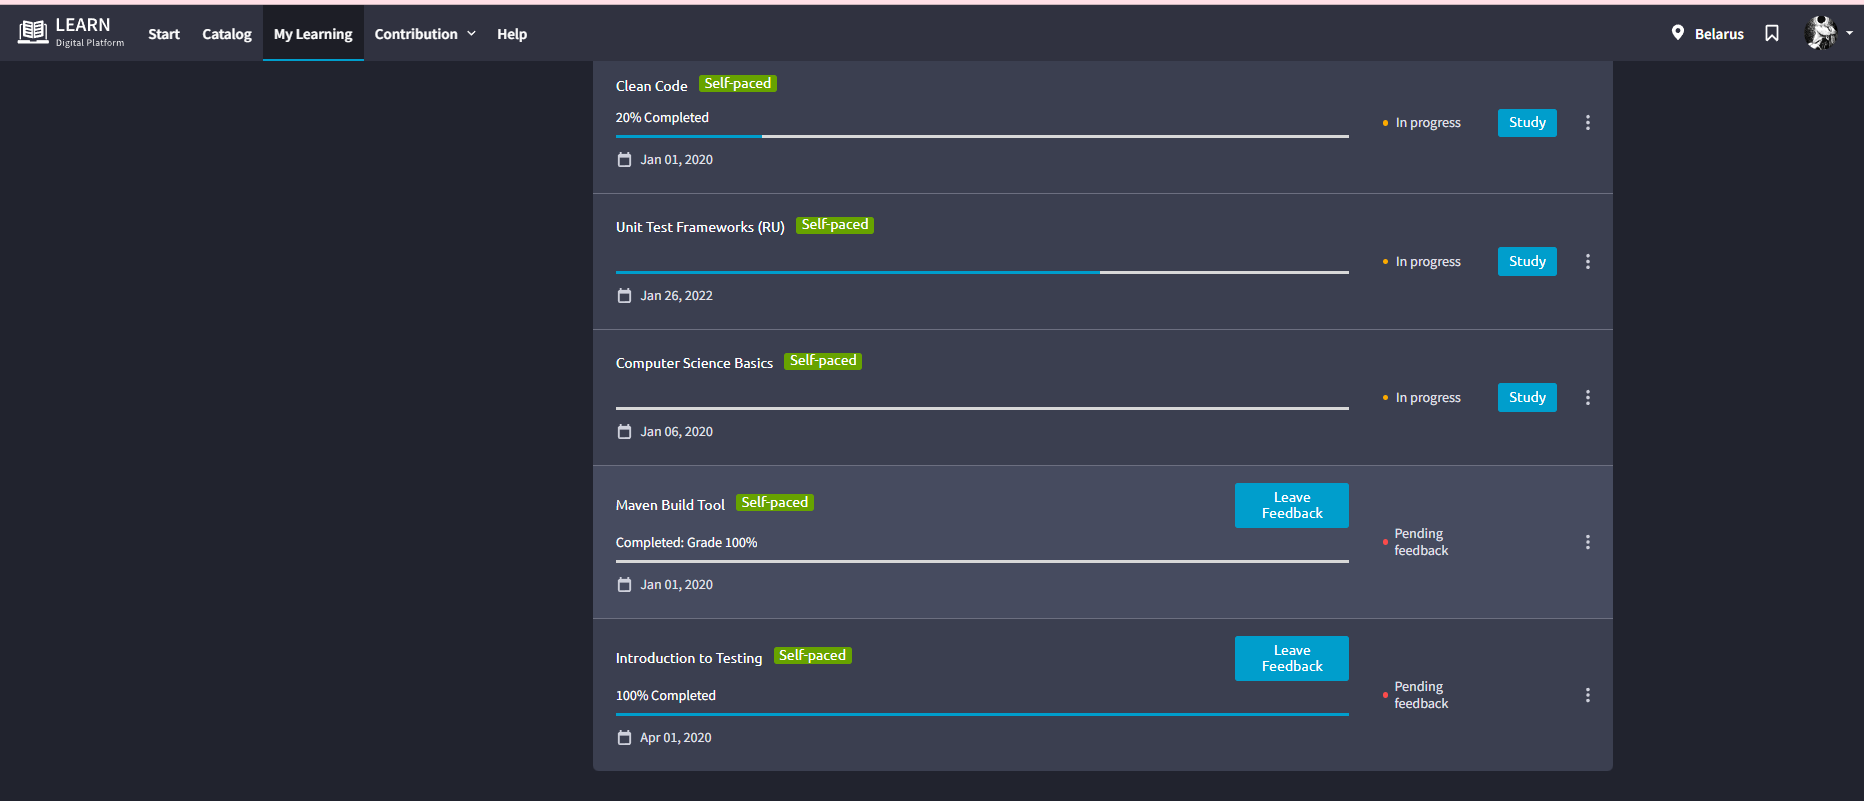 LEARN
Digital Platform
Start
Catalog
My Learning
Contribution
Help
Belarus
Clean Code
Self-paced
20% Completed
In progress
Study
Jan 01, 2020
Unit Test Frameworks (RU)
Self-paced
In progress
Study
Jan 26, 2022
Computer Science Basics
Self-paced
In progress
Study
Jan 06, 2020
Maven Build Tool
Self-paced
Leave
Feedback
Completed: Grade 100%
Pending
feedback
Jan 01, 2020
Introduction to Testing
Self-paced
Leave
Feedback
100% Completed
Pending
feedback
Apr 01, 2020